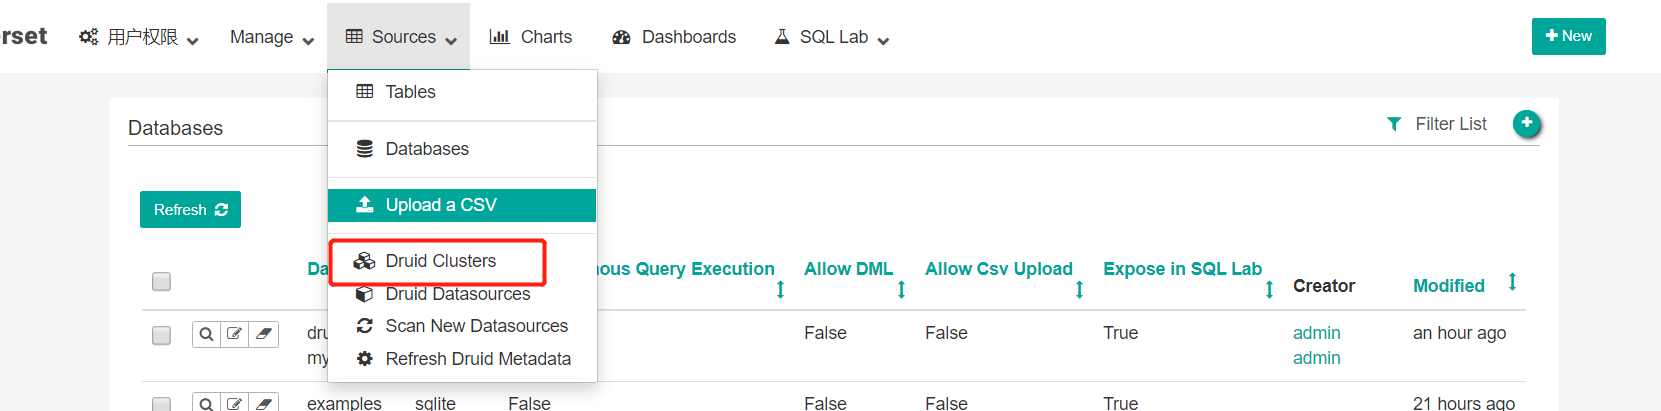 rset 用户权限 Manage Sources Charts Dashboards SQL Lab New
Tables
Databases Filter List
Databases
Upload a CSV
Refresh
Druid Clusters
Da nous Query Execution Allow DML Allow Csv Upload Expose in SQL Lab Creator Modified
Druid Datasources
Scan New Datasources
dru False False True admin an hour ago
Refresh Druid Metadata
my admin
examples sqlite False False False True admin 21 hours ago